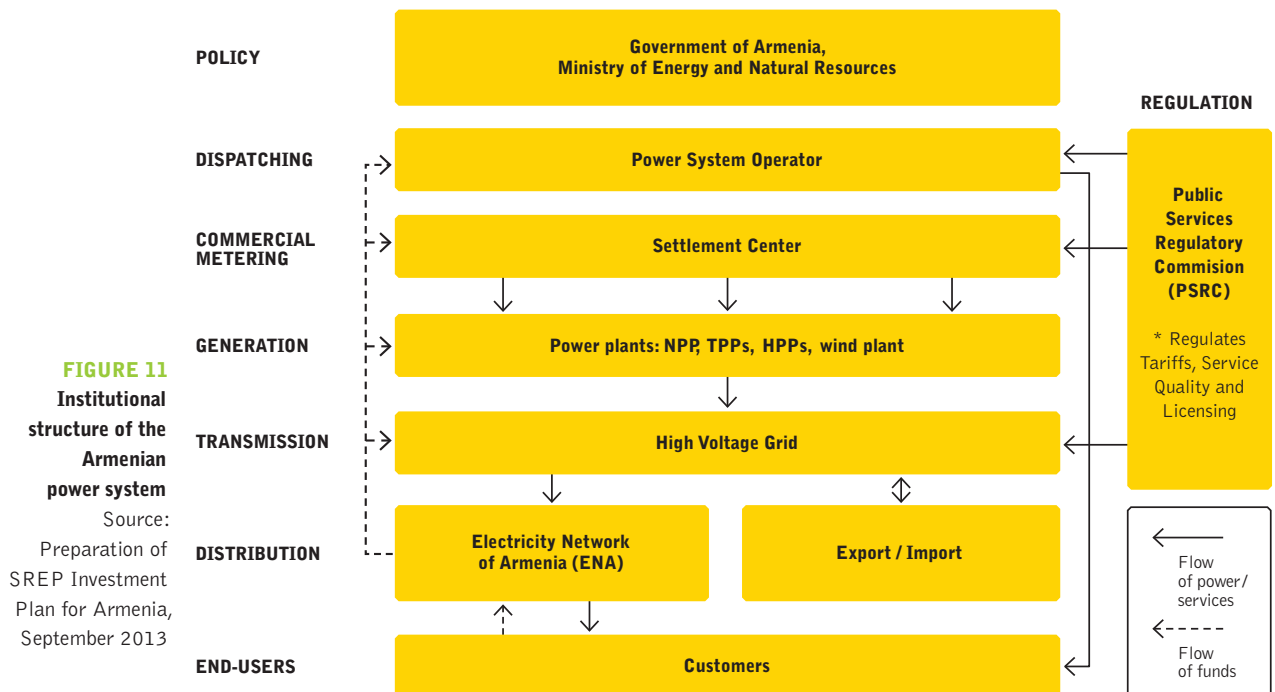 POLICY
Government of Armenia,
Ministry of Energy and Natural Resources
REGULATION
DISPATCHING
Power System Operator
Public
Services
Regulatory
Commision
(PSRC)
* Regulates
Tariffs, Service
Quality and
Licensing
COMMERCIAL
METERING
Settlement Center
GENERATION
Power plants: NPP, TPPs, HPPs, wind plant
FIGURE 11
Institutional
structure of the
Armenian
power system
Source:
Preparation of
SREP Investment
Plan for Armenia,
September 2013
TRANSMISSION
High Voltage Grid
DISTRIBUTION
Electricity Network
of Armenia (ENA)
Export / Import
Flow
of power/
services
Flow
of funds
END-USERS
Customers